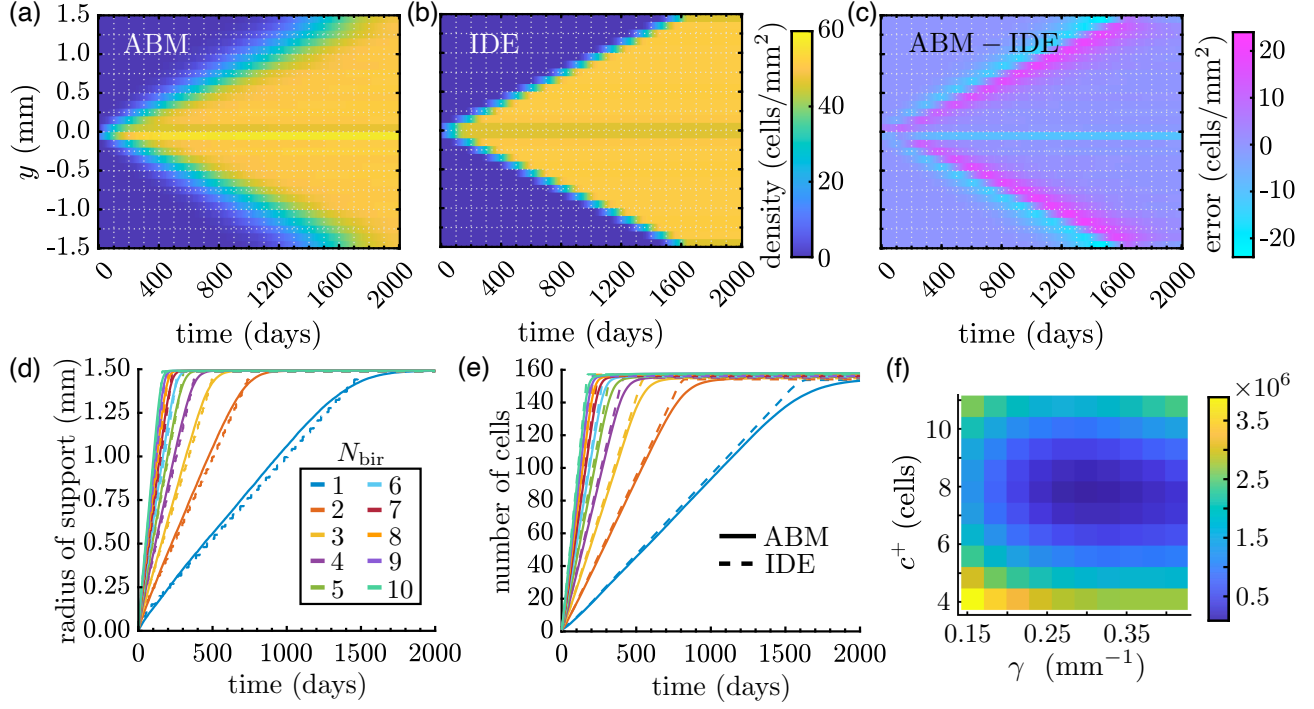 (a)
ABM
1.5
1.0
0.5
0.0
-0.5
-1.0
-1.5
y (mm)
0
400
800
1200
1600
2000
time (days)
(b)
IDE
0
400
800
1200
1600
2000
time (days)
60
40
20
0
density (cells/mm²)
(c)
ABM − IDE
0
400
800
1200
1600
2000
time (days)
20
10
0
-10
-20
error (cells/mm²)
(d)
1.50
1.25
1.00
0.75
0.50
0.25
0.00
radius of support (mm)
N_bir
1 6
2 7
3 8
4 9
5 10
0 500 1000 1500 2000
time (days)
(e)
160
140
120
100
80
60
40
20
0
number of cells
ABM
IDE
0 500 1000 1500 2000
time (days)
(f)
×10⁶
10
8
6
4
c⁺ (cells)
0.15 0.25 0.35
γ (mm⁻¹)
3.5
2.5
1.5
0.5